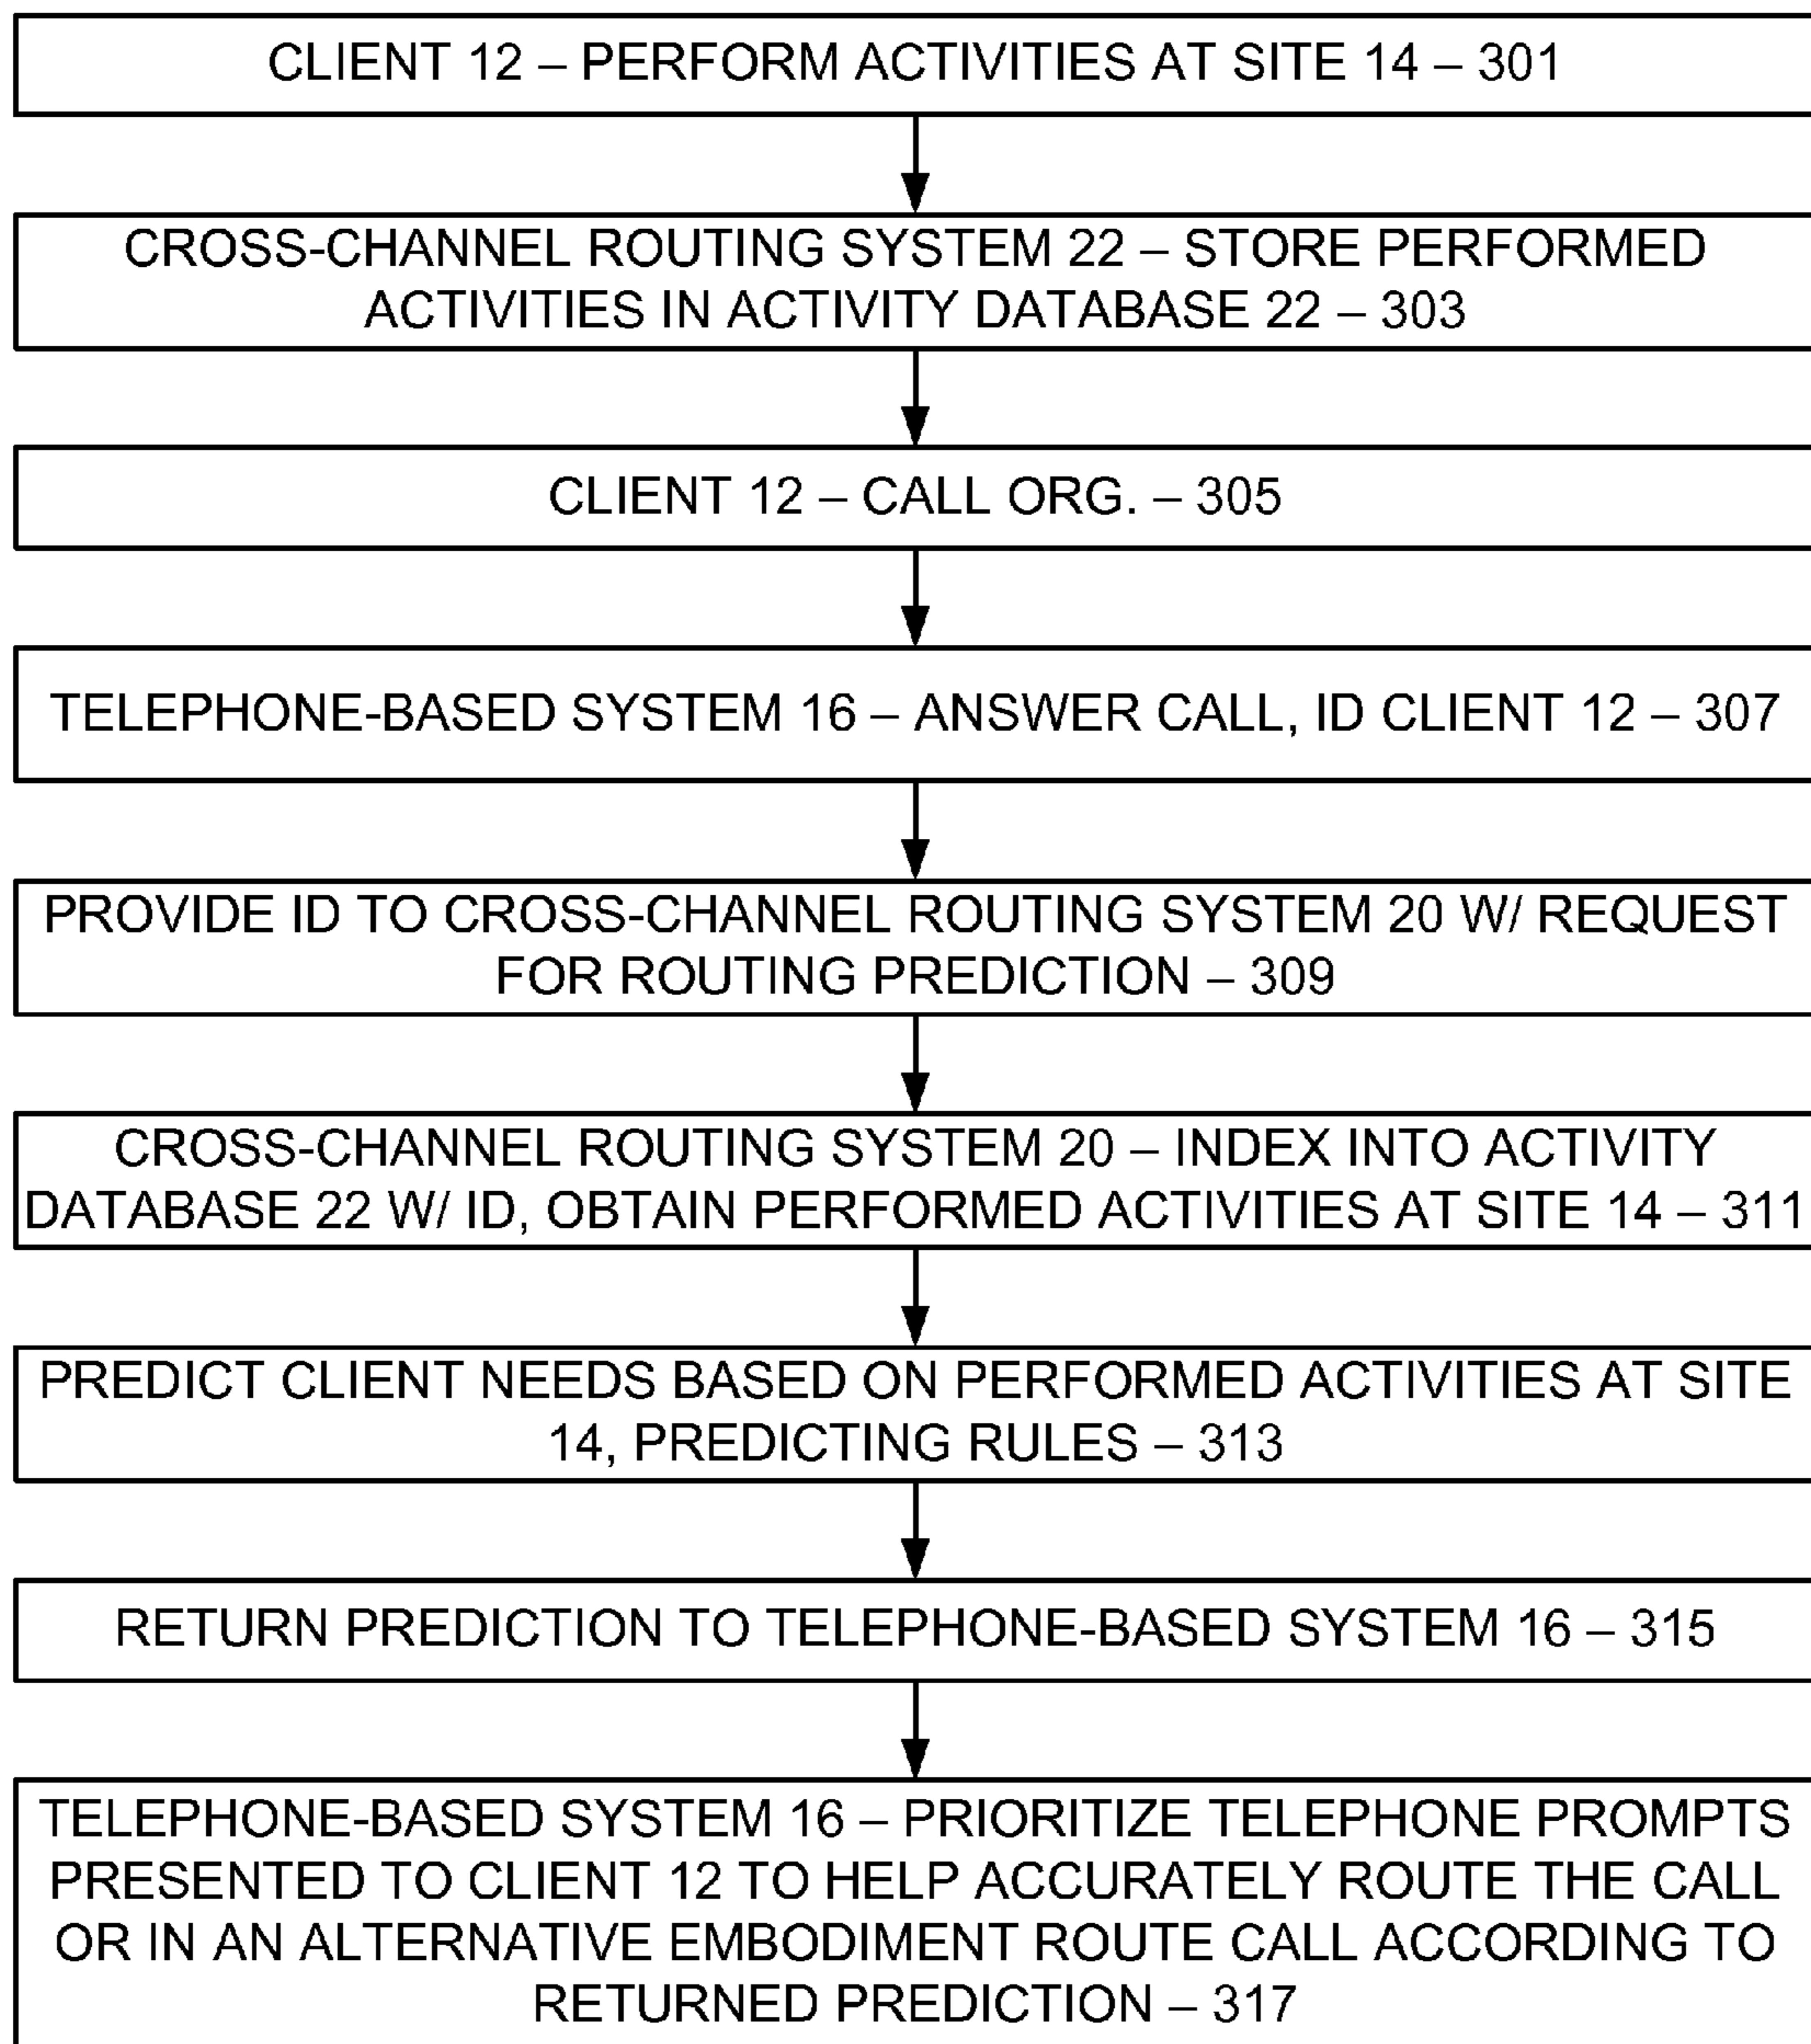 CLIENT 12 – PERFORM ACTIVITIES AT SITE 14 – 301
CROSS-CHANNEL ROUTING SYSTEM 22 – STORE PERFORMED
ACTIVITIES IN ACTIVITY DATABASE 22 – 303
CLIENT 12 – CALL ORG. – 305
TELEPHONE-BASED SYSTEM 16 – ANSWER CALL, ID CLIENT 12 – 307
PROVIDE ID TO CROSS-CHANNEL ROUTING SYSTEM 20 W/ REQUEST
FOR ROUTING PREDICTION – 309
CROSS-CHANNEL ROUTING SYSTEM 20 – INDEX INTO ACTIVITY
DATABASE 22 W/ ID, OBTAIN PERFORMED ACTIVITIES AT SITE 14 – 311
PREDICT CLIENT NEEDS BASED ON PERFORMED ACTIVITIES AT SITE
14, PREDICTING RULES – 313
RETURN PREDICTION TO TELEPHONE-BASED SYSTEM 16 – 315
TELEPHONE-BASED SYSTEM 16 – PRIORITIZE TELEPHONE PROMPTS
PRESENTED TO CLIENT 12 TO HELP ACCURATELY ROUTE THE CALL
OR IN AN ALTERNATIVE EMBODIMENT ROUTE CALL ACCORDING TO
RETURNED PREDICTION – 317